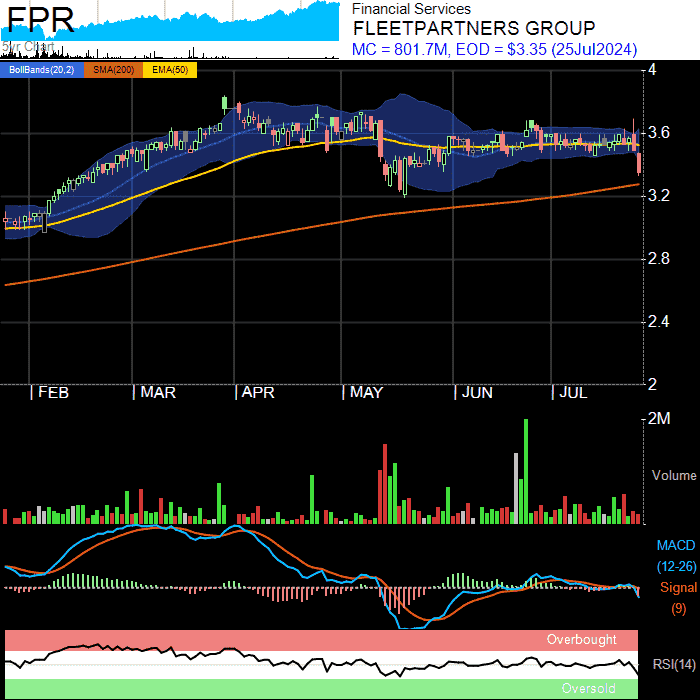 FPR
5yr Chart
Financial Services
FLEETPARTNERS GROUP
MC = 801.7M, EOD = $3.35 (25Jul2024)
BollBands(20,2) SMA(200) EMA(50)
4
3.6
3.2
2.8
2.4
2
| FEB | MAR | APR | MAY | JUN | JUL
2M
Volume
MACD
(12-26)
Signal
(9)
Overbought
RSI(14)
Oversold